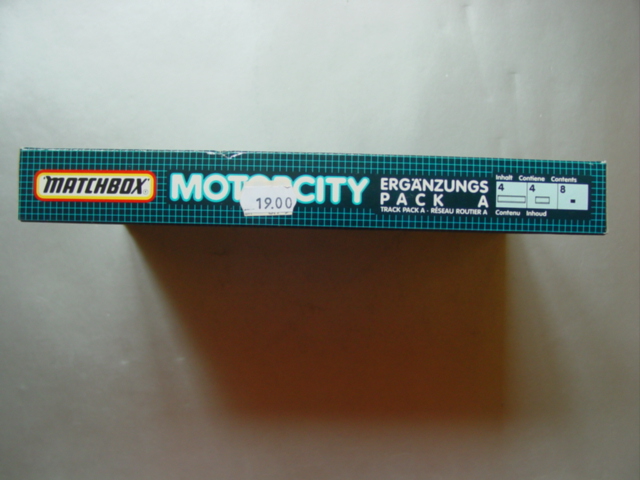 MATCHBOX
MOTORCITY
19.00
ERGÄNZUNGS
PACK A
TRACK PACK A - RÉSEAU ROUTIER A
Inhalt Contiene Contents
4 4 8
Contenu Inhoud